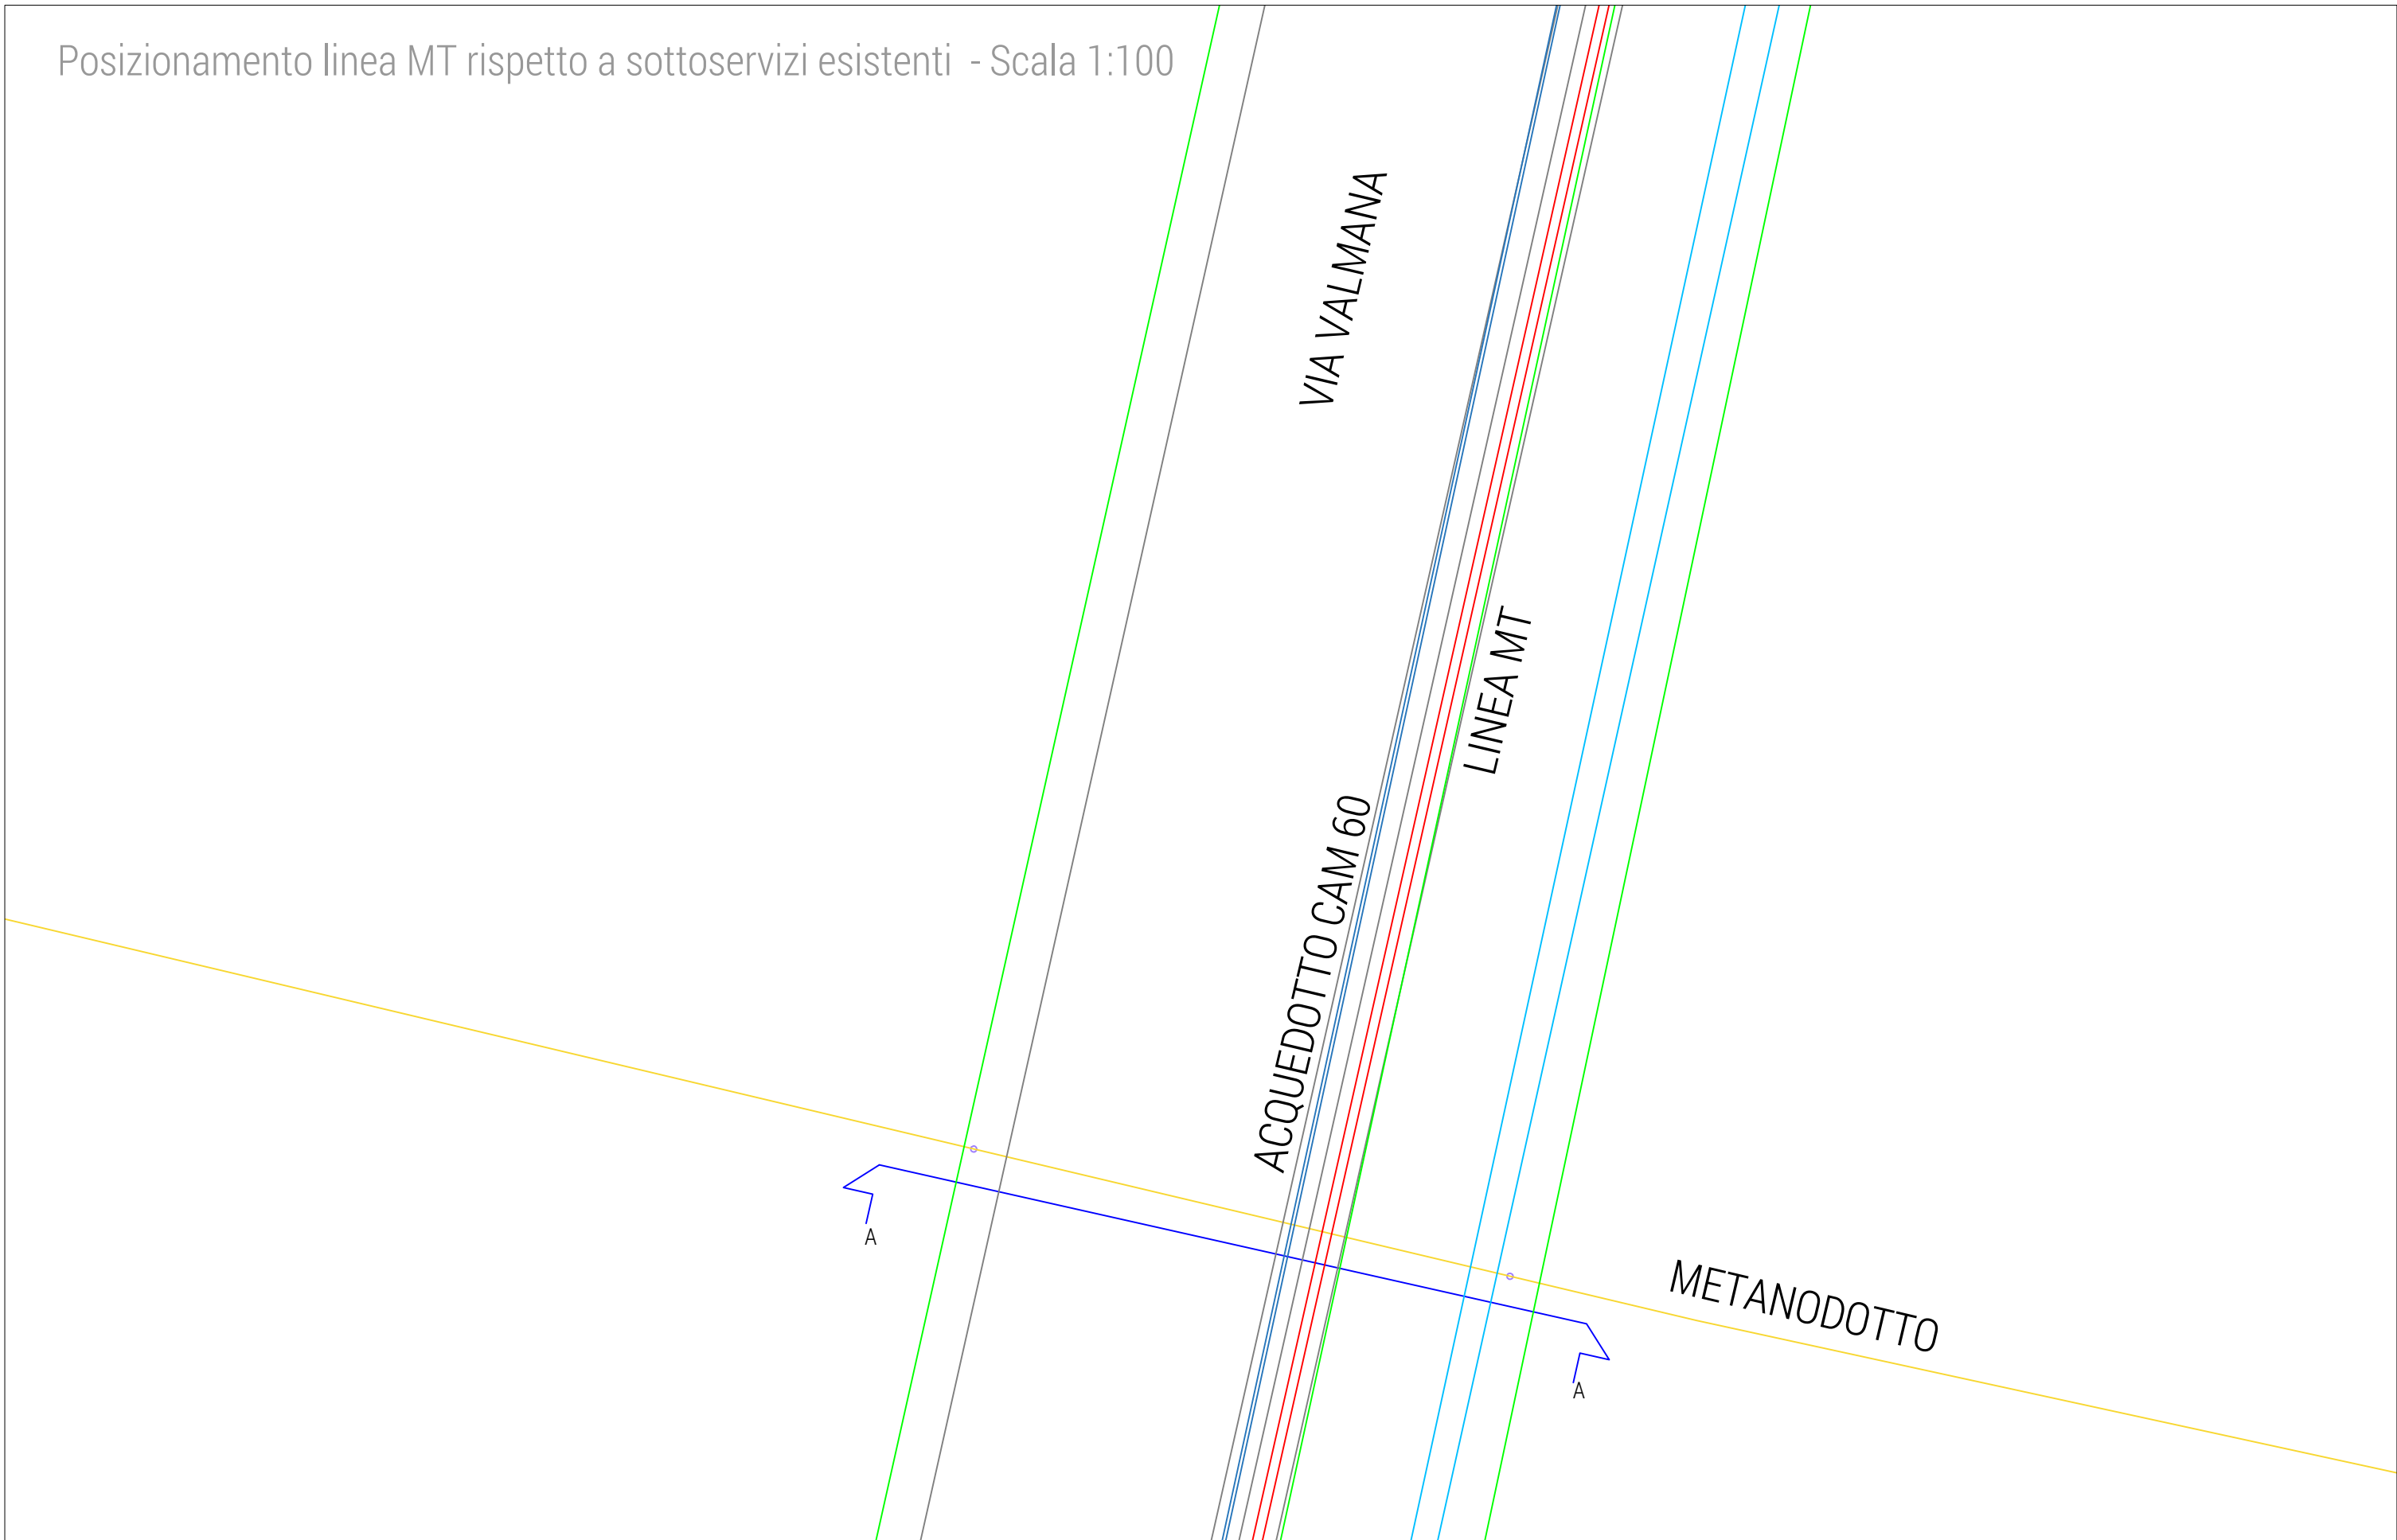 Posizionamento linea MT rispetto a sottoservizi esistenti - Scala 1:100
VIA VALMANA
LINEA MT
ACQUEDOTTO CAM 60
A
METANODOTTO
A